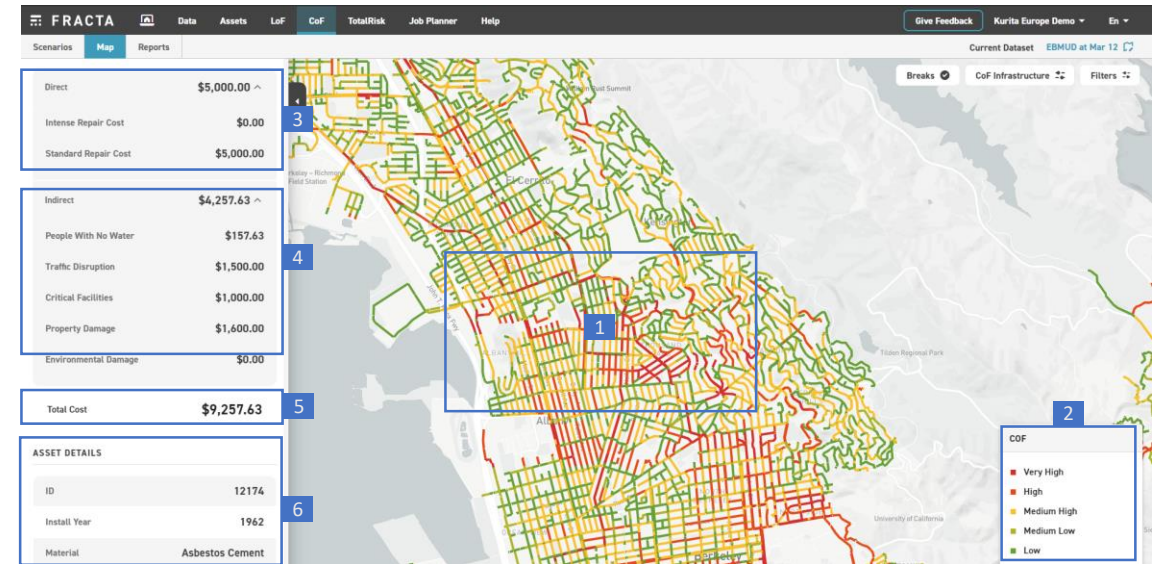 FRACTA Data Assets LoF CoF TotalRisk Job Planner Help Give Feedback Kurita Europe Demo En
Scenarios Map Reports Current Dataset EBMUD at Mar 12
Breaks CoF Infrastructure Filters
Direct $5,000.00
Intense Repair Cost $0.00
3
Standard Repair Cost $5,000.00
Indirect $4,257.63
People With No Water $157.63
4
Traffic Disruption $1,500.00
Critical Facilities $1,000.00
Property Damage $1,600.00
Environmental Damage $0.00
Total Cost $9,257.63
5
ASSET DETAILS
ID 12174
6
Install Year 1962
Material Asbestos Cement
Summit
Field Station
El Cerrito
1
Tilden Regional Park
University of California
Berkeley
2
COF
Very High
High
Medium High
Medium Low
Low